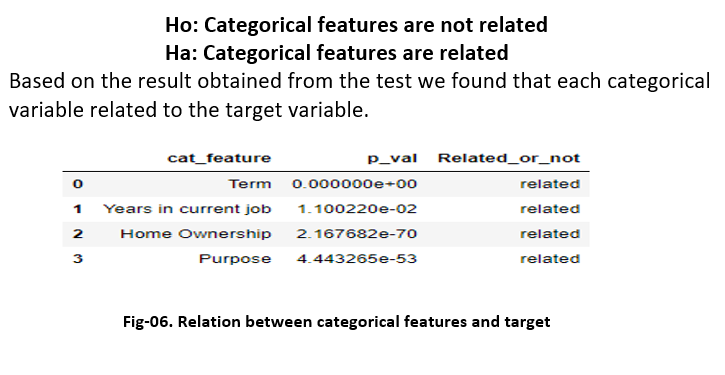 Ho: Categorical features are not related
Ha: Categorical features are related
Based on the result obtained from the test we found that each categorical
variable related to the target variable.
cat_feature p_val Related_or_not
0 Term 0.000000e+00 related
1 Years in current job 1.100220e-02 related
2 Home Ownership 2.167682e-70 related
3 Purpose 4.443265e-53 related
Fig-06. Relation between categorical features and target